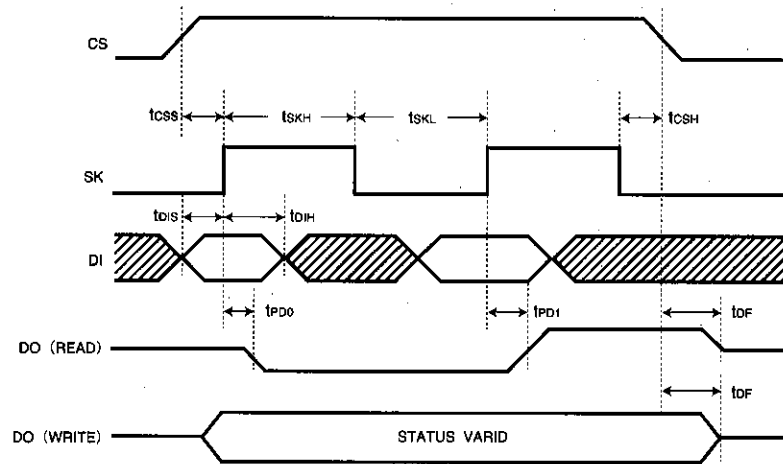 CS
tCSS tSKH tSKL tCSH
SK
tDIS tDIH
DI
tPD0 tPD1 tDF
DO (READ)
tDF
DO (WRITE) STATUS VARID